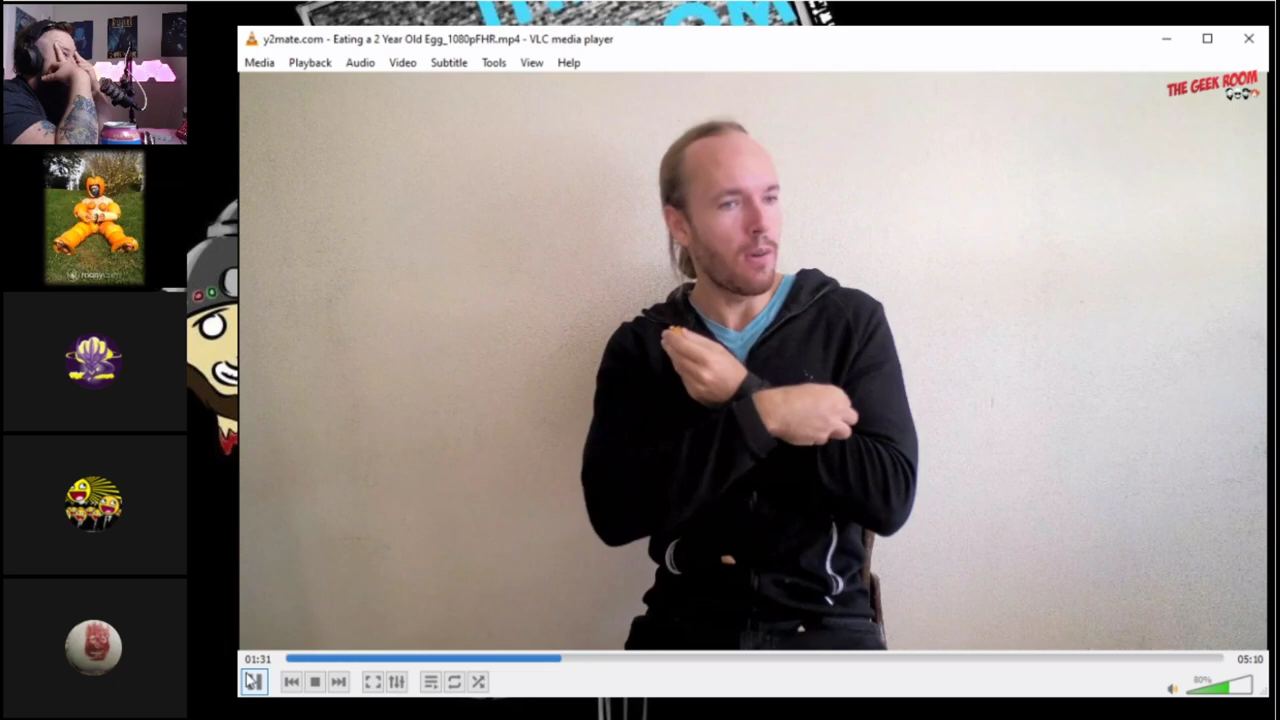 y2mate.com - Eating a 2 Year Old Egg_1080pFHR.mp4 - VLC media player
Media Playback Audio Video Subtitle Tools View Help
THE GEEK ROOM
01:31
05:10
80%